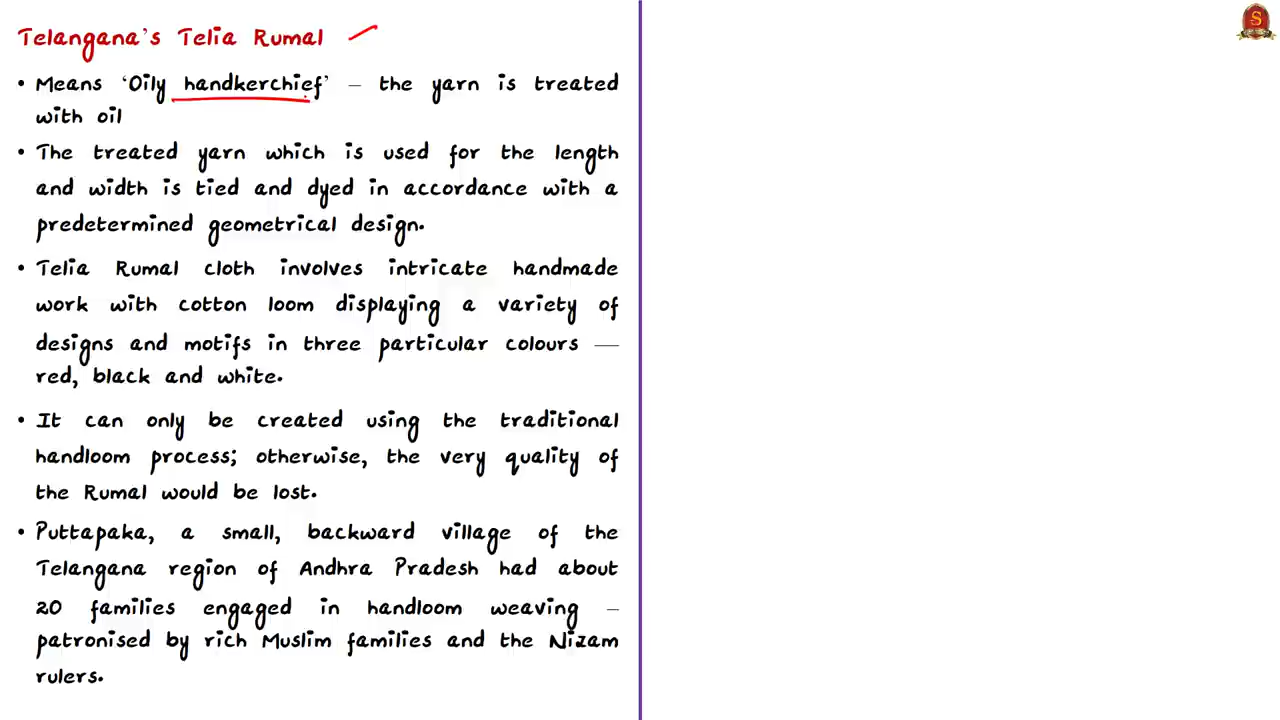 Telangana's Telia Rumal
• Means 'Oily handkerchief' – the yarn is treated
with oil
• The treated yarn which is used for the length
and width is tied and dyed in accordance with a
predetermined geometrical design.
• Telia Rumal cloth involves intricate handmade
work with cotton loom displaying a variety of
designs and motifs in three particular colours —
red, black and white.
• It can only be created using the traditional
handloom process; otherwise, the very quality of
the Rumal would be lost.
• Puttapaka, a small, backward village of the
Telangana region of Andhra Pradesh had about
20 families engaged in handloom weaving –
patronised by rich Muslim families and the Nizam
rulers.
S